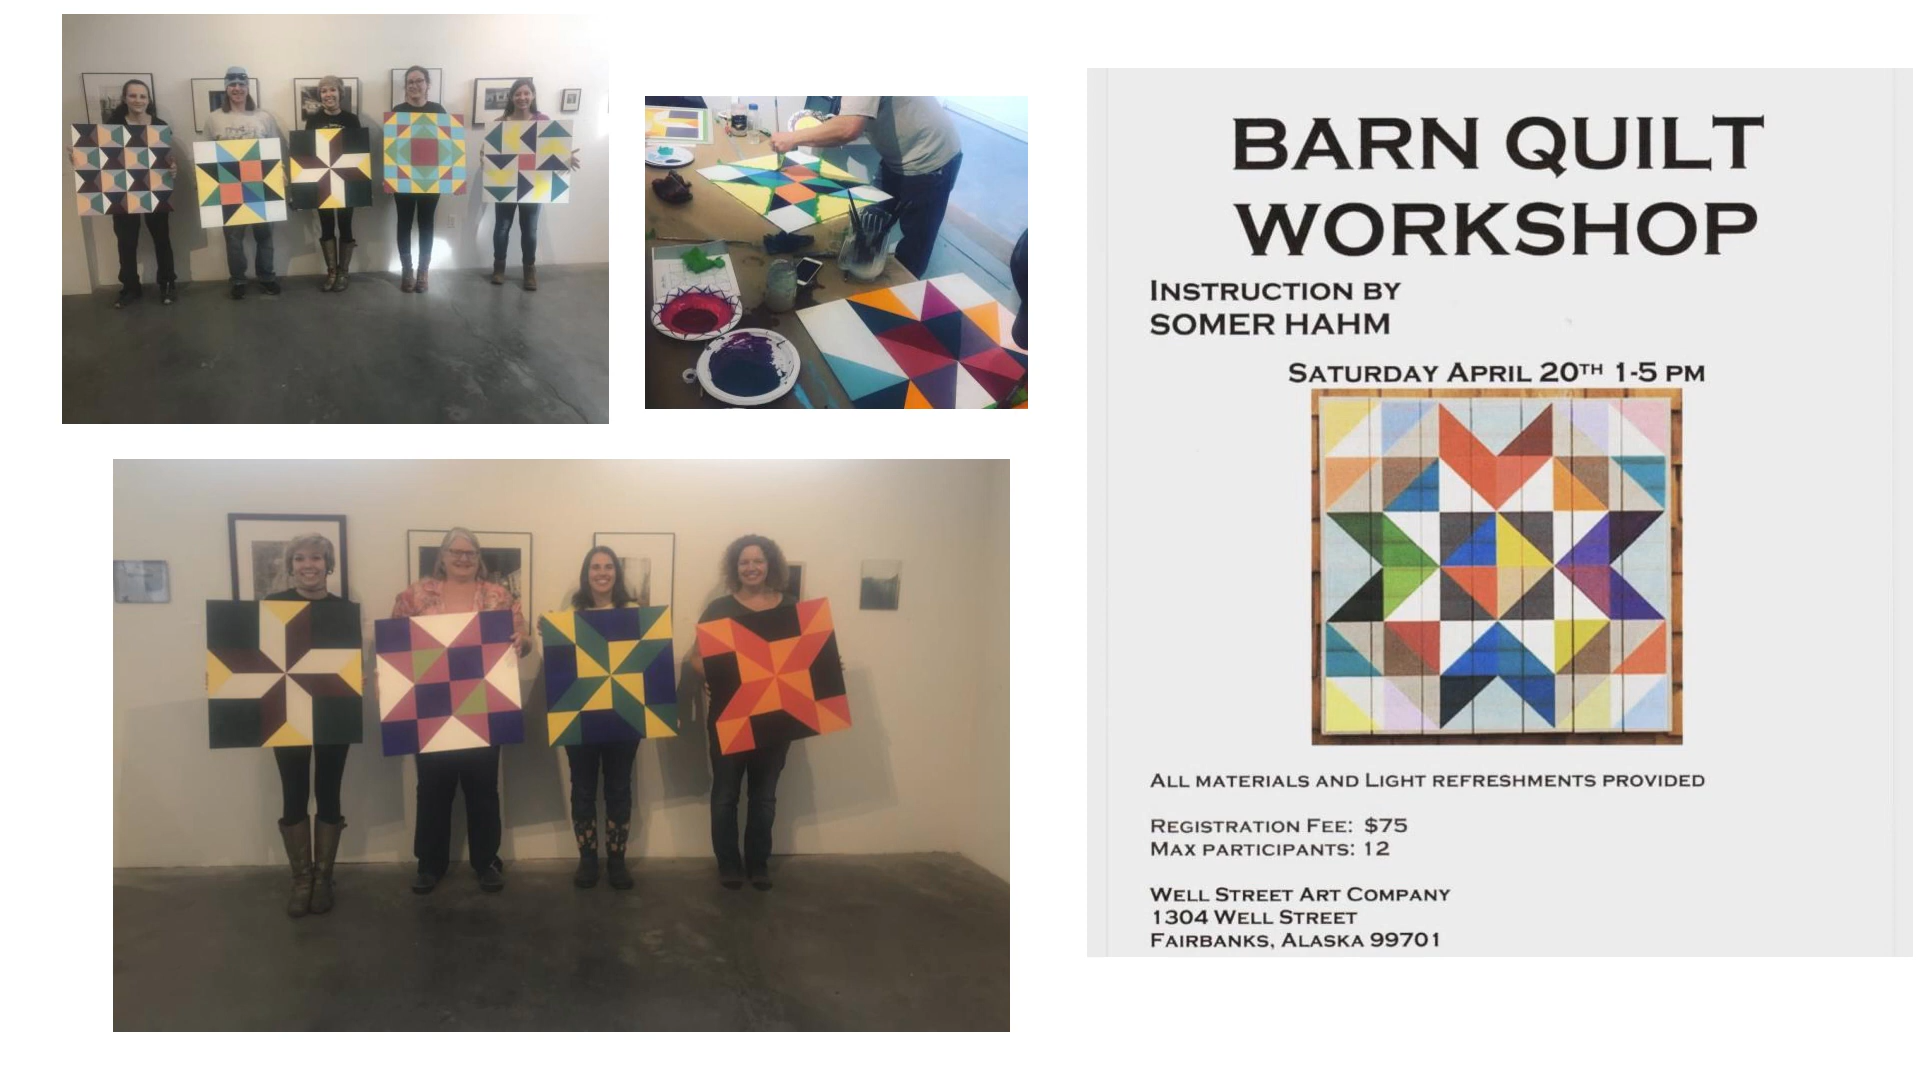 BARN QUILT
WORKSHOP
INSTRUCTION BY
SOMER HAHM
SATURDAY APRIL 20TH 1-5 PM
ALL MATERIALS AND LIGHT REFRESHMENTS PROVIDED
REGISTRATION FEE: $75
MAX PARTICIPANTS: 12
WELL STREET ART COMPANY
1304 WELL STREET
FAIRBANKS, ALASKA 99701